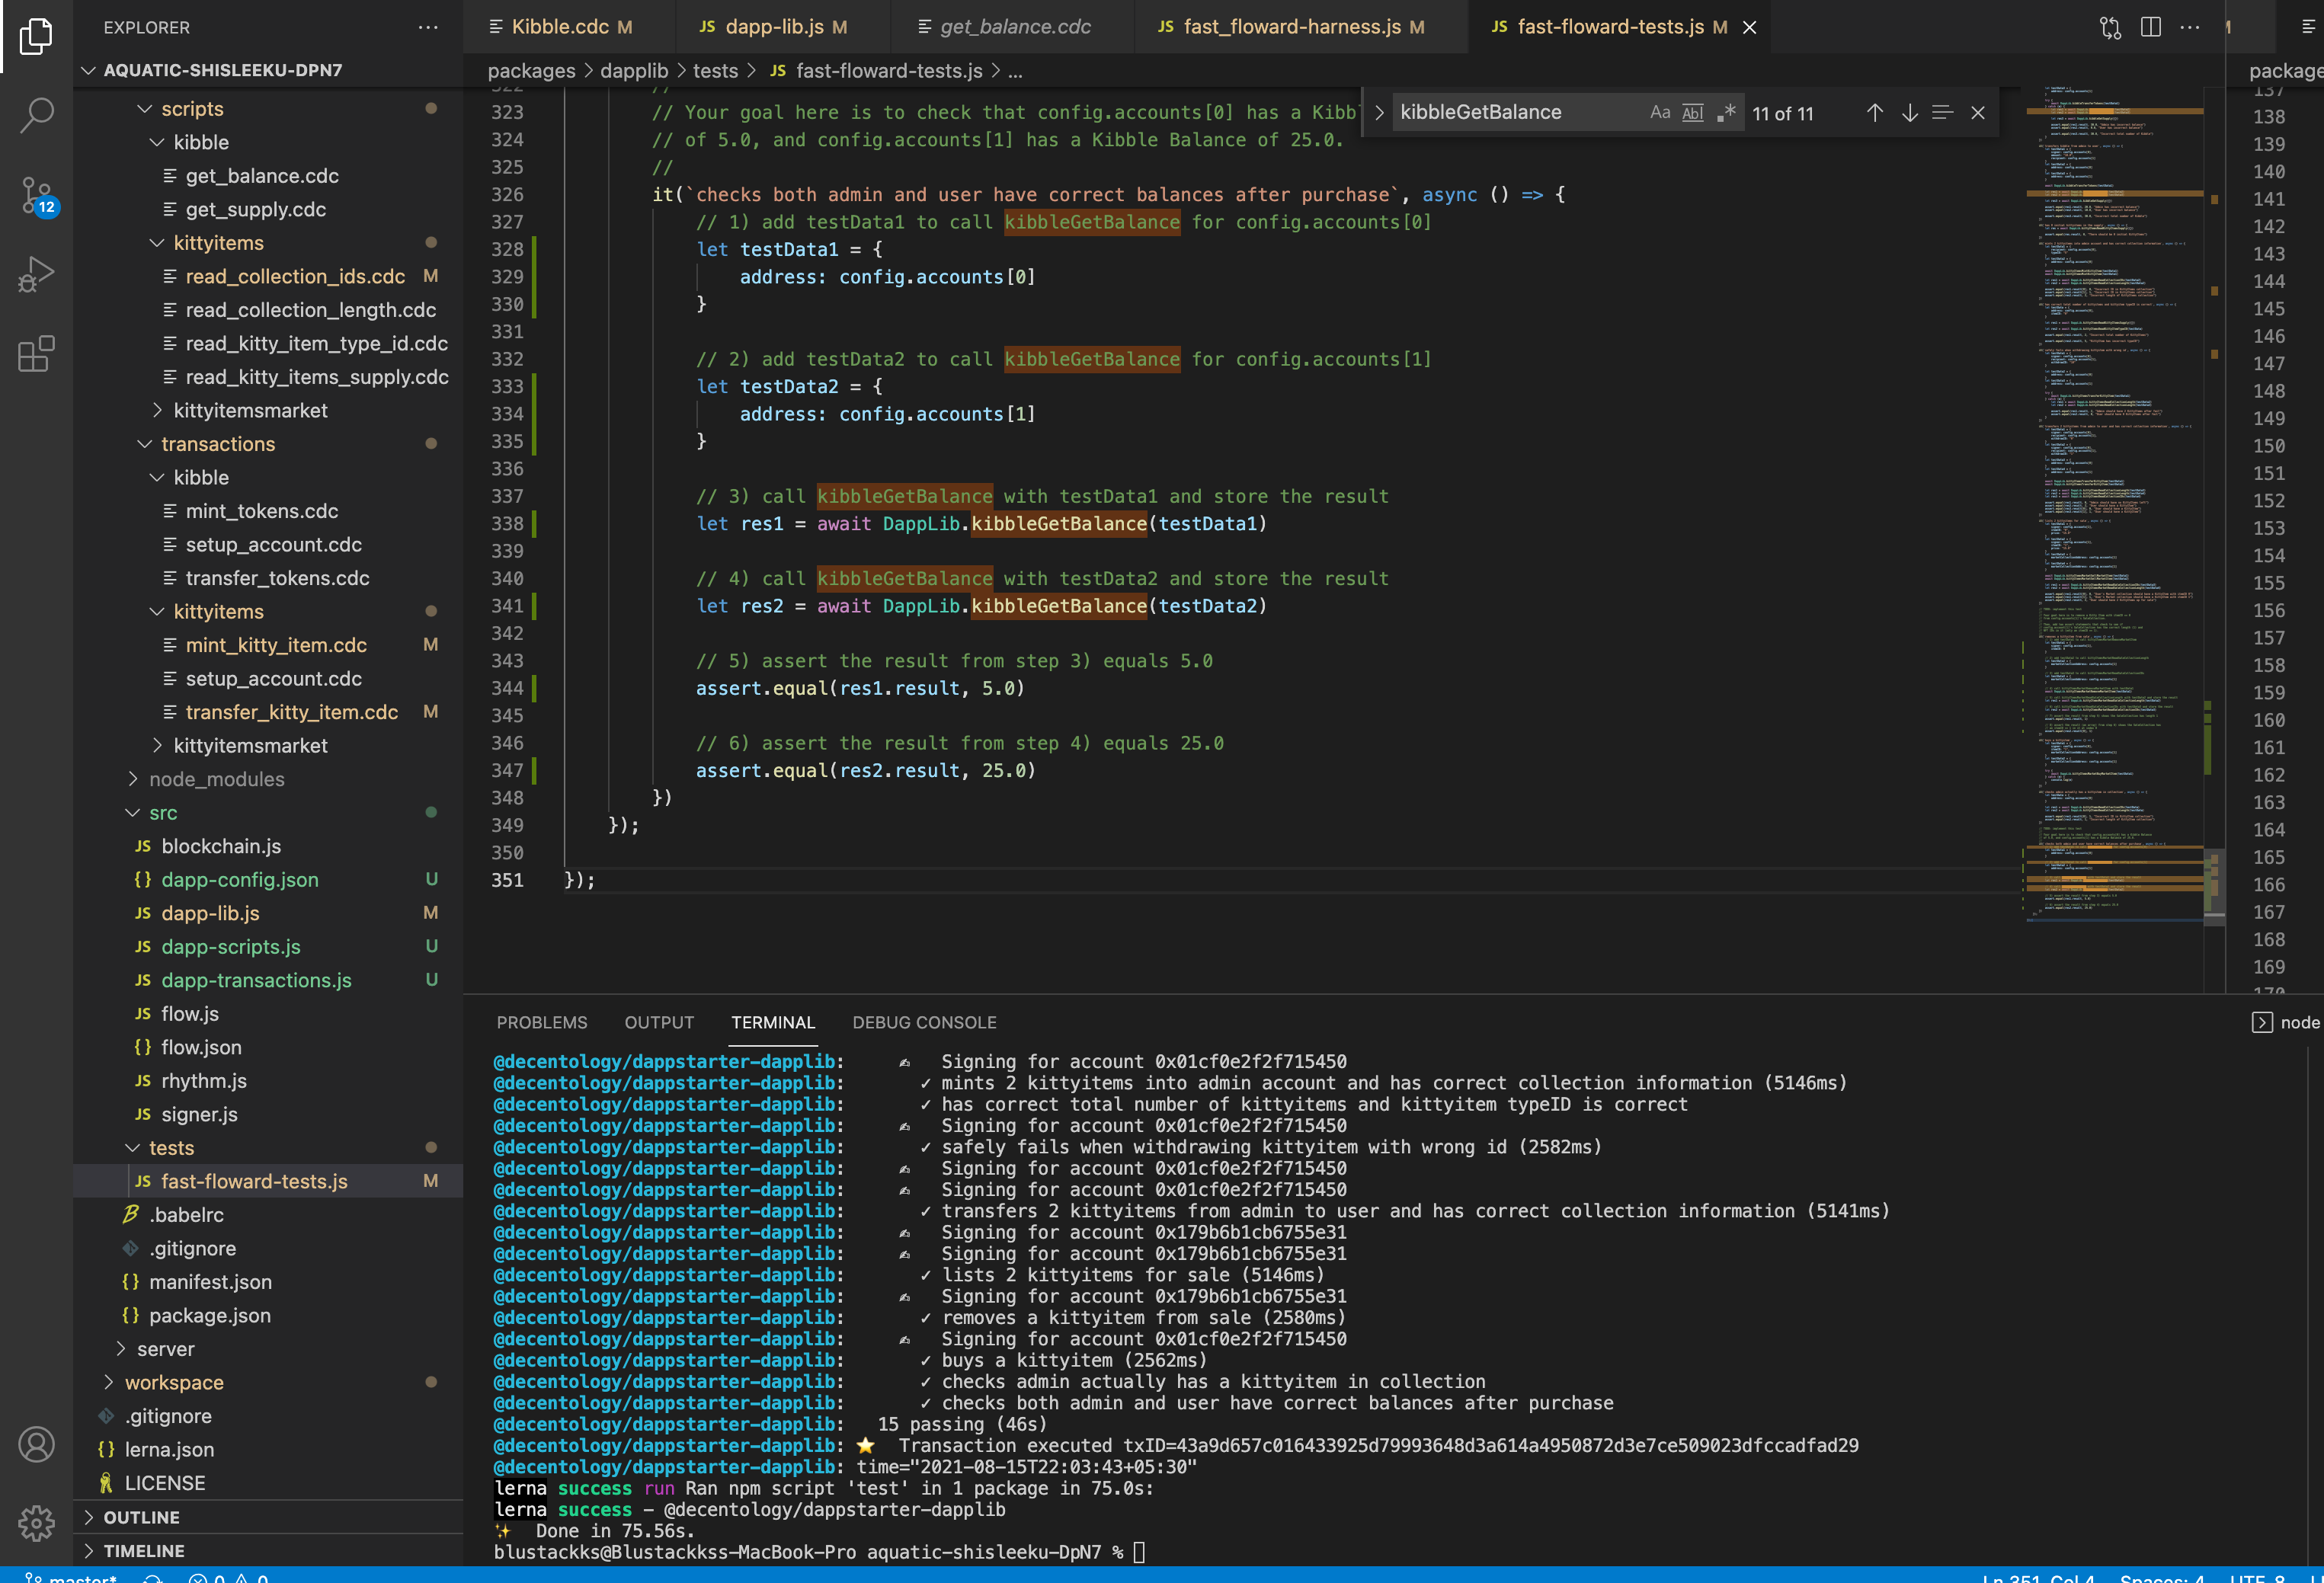 EXPLORER
AQUATIC-SHISLEEKU-DPN7
scripts
kibble
get_balance.cdc
get_supply.cdc
kittyitems
read_collection_ids.cdc M
read_collection_length.cdc
read_kitty_item_type_id.cdc
read_kitty_items_supply.cdc
kittyitemsmarket
transactions
kibble
mint_tokens.cdc
setup_account.cdc
transfer_tokens.cdc
kittyitems
mint_kitty_item.cdc M
setup_account.cdc
transfer_kitty_item.cdc M
kittyitemsmarket
node_modules
src
JS blockchain.js
{} dapp-config.json U
JS dapp-lib.js M
JS dapp-scripts.js U
JS dapp-transactions.js U
JS flow.js
{} flow.json
JS rhythm.js
JS signer.js
tests
JS fast-floward-tests.js M
.babelrc
.gitignore
{} manifest.json
{} package.json
server
workspace
.gitignore
{} lerna.json
LICENSE
OUTLINE
TIMELINE
12
Kibble.cdc M
JS dapp-lib.js M
get_balance.cdc
JS fast_floward-harness.js M
JS fast-floward-tests.js M
packages > dapplib > tests > JS fast-floward-tests.js > ...
kibbleGetBalance Aa Abl .* 11 of 11
322 //
323 // Your goal here is to check that config.accounts[0] has a Kibb
324 // of 5.0, and config.accounts[1] has a Kibble Balance of 25.0.
325 //
326 it(`checks both admin and user have correct balances after purchase`, async () => {
327 // 1) add testData1 to call kibbleGetBalance for config.accounts[0]
328 let testData1 = {
329 address: config.accounts[0]
330 }
331
332 // 2) add testData2 to call kibbleGetBalance for config.accounts[1]
333 let testData2 = {
334 address: config.accounts[1]
335 }
336
337 // 3) call kibbleGetBalance with testData1 and store the result
338 let res1 = await DappLib.kibbleGetBalance(testData1)
339
340 // 4) call kibbleGetBalance with testData2 and store the result
341 let res2 = await DappLib.kibbleGetBalance(testData2)
342
343 // 5) assert the result from step 3) equals 5.0
344 assert.equal(res1.result, 5.0)
345
346 // 6) assert the result from step 4) equals 25.0
347 assert.equal(res2.result, 25.0)
348 })
349 });
350
351 });
package
137
138
139
140
141
142
143
144
145
146
147
148
149
150
151
152
153
154
155
156
157
158
159
160
161
162
163
164
165
166
167
168
169
170
PROBLEMS OUTPUT TERMINAL DEBUG CONSOLE
node
@decentology/dappstarter-dapplib: ✍ Signing for account 0x01cf0e2f2f715450
@decentology/dappstarter-dapplib: ✓ mints 2 kittyitems into admin account and has correct collection information (5146ms)
@decentology/dappstarter-dapplib: ✓ has correct total number of kittyitems and kittyitem typeID is correct
@decentology/dappstarter-dapplib: ✍ Signing for account 0x01cf0e2f2f715450
@decentology/dappstarter-dapplib: ✓ safely fails when withdrawing kittyitem with wrong id (2582ms)
@decentology/dappstarter-dapplib: ✍ Signing for account 0x01cf0e2f2f715450
@decentology/dappstarter-dapplib: ✍ Signing for account 0x01cf0e2f2f715450
@decentology/dappstarter-dapplib: ✓ transfers 2 kittyitems from admin to user and has correct collection information (5141ms)
@decentology/dappstarter-dapplib: ✍ Signing for account 0x179b6b1cb6755e31
@decentology/dappstarter-dapplib: ✍ Signing for account 0x179b6b1cb6755e31
@decentology/dappstarter-dapplib: ✓ lists 2 kittyitems for sale (5146ms)
@decentology/dappstarter-dapplib: ✍ Signing for account 0x179b6b1cb6755e31
@decentology/dappstarter-dapplib: ✓ removes a kittyitem from sale (2580ms)
@decentology/dappstarter-dapplib: ✍ Signing for account 0x01cf0e2f2f715450
@decentology/dappstarter-dapplib: ✓ buys a kittyitem (2562ms)
@decentology/dappstarter-dapplib: ✓ checks admin actually has a kittyitem in collection
@decentology/dappstarter-dapplib: ✓ checks both admin and user have correct balances after purchase
@decentology/dappstarter-dapplib: 15 passing (46s)
@decentology/dappstarter-dapplib: ⭐ Transaction executed txID=43a9d657c016433925d79993648d3a614a4950872d3e7ce509023dfccadfad29
@decentology/dappstarter-dapplib: time="2021-08-15T22:03:43+05:30"
lerna success run Ran npm script 'test' in 1 package in 75.0s:
lerna success - @decentology/dappstarter-dapplib
✨ Done in 75.56s.
blustackks@Blustackkss-MacBook-Pro aquatic-shisleeku-DpN7 %
master* 0 0
Ln 351, Col 4 Spaces: 4 UTF-8